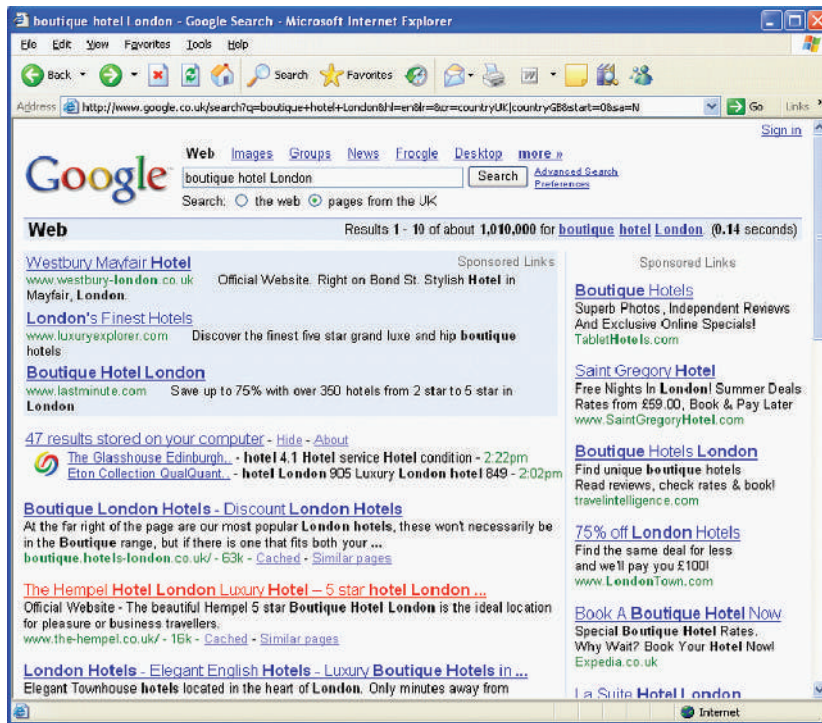 boutique hotel London - Google Search - Microsoft Internet Explorer
File Edit View Favorites Tools Help
Back Search Favorites
Address http://www.google.co.uk/search?q=boutique+hotel+London&hl=en&lr=&cr=countryUK|countryGB&start=0&sa=N Go Links »
Sign in
Google
Web Images Groups News Froogle Desktop more »
boutique hotel London Search Advanced Search
Preferences
Search: the web pages from the UK
Web Results 1 - 10 of about 1,010,000 for boutique hotel London. (0.14 seconds)
Westbury Mayfair Hotel Sponsored Links
www.westbury-london.co.uk Official Website. Right on Bond St. Stylish Hotel in
Mayfair, London.
London's Finest Hotels
www.luxuryexplorer.com Discover the finest five star grand luxe and hip boutique
hotels
Boutique Hotel London
www.lastminute.com Save up to 75% with over 350 hotels from 2 star to 5 star in
London
47 results stored on your computer - Hide - About
The Glasshouse Edinburgh.. - hotel 4.1 Hotel service Hotel condition - 2:22pm
Eton Collection QualQuant.. - hotel London 905 Luxury London hotel 849 - 2:02pm
Boutique London Hotels - Discount London Hotels
At the far right of the page are our most popular London hotels, these won't necessarily be
in the Boutique range, but if there is one that fits both your ...
boutique.hotels-london.co.uk/ - 63k - Cached - Similar pages
The Hempel Hotel London Luxury Hotel – 5 star hotel London ...
Official Website - The beautiful Hempel 5 star Boutique Hotel London is the ideal location
for pleasure or business travellers.
www.the-hempel.co.uk/ - 16k - Cached - Similar pages
London Hotels - Elegant English Hotels - Luxury Boutique Hotels in ...
Elegant Townhouse hotels located in the heart of London. Only minutes away from
Sponsored Links
Boutique Hotels
Superb Photos, Independent Reviews
And Exclusive Online Specials!
TabletHotels.com
Saint Gregory Hotel
Free Nights In London! Summer Deals
Rates from £59.00, Book & Pay Later
www.SaintGregoryHotel.com
Boutique Hotels London
Find unique boutique hotels
Read reviews, check rates & book!
travelintelligence.com
75% off London Hotels
Find the same deal for less
and we'll pay you £100!
www.LondonTown.com
Book A Boutique Hotel Now
Special Boutique Hotel Rates.
Why Wait? Book Your Hotel Now!
Expedia.co.uk
La Suite Hotel London
Internet